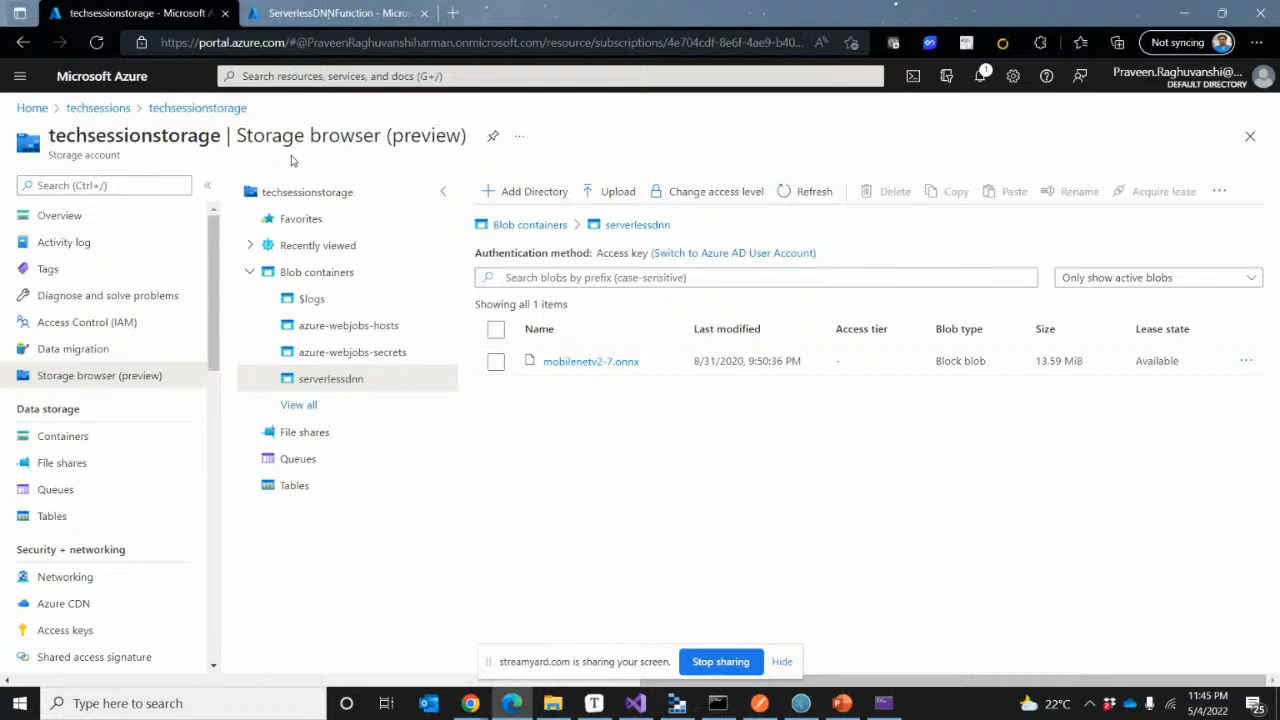 techsessionstorage - Microsoft A
ServerlessDNNFunction - Micros
https://portal.azure.com/#@PraveenRaghuvanshiharman.onmicrosoft.com/resource/subscriptions/4e704cdf-8e6f-4ae9-b40...
Not syncing
Microsoft Azure
Search resources, services, and docs (G+/)
1
Praveen.Raghuvanshi@...
DEFAULT DIRECTORY
Home > techsessions > techsessionstorage
techsessionstorage | Storage browser (preview)
Storage account
Search (Ctrl+/)
Overview
Activity log
Tags
Diagnose and solve problems
Access Control (IAM)
Data migration
Storage browser (preview)
Data storage
Containers
File shares
Queues
Tables
Security + networking
Networking
Azure CDN
Access keys
Shared access signature
techsessionstorage
Favorites
Recently viewed
Blob containers
$logs
azure-webjobs-hosts
azure-webjobs-secrets
serverlessdnn
View all
File shares
Queues
Tables
Add Directory Upload Change access level Refresh Delete Copy Paste Rename Acquire lease
Blob containers > serverlessdnn
Authentication method: Access key (Switch to Azure AD User Account)
Search blobs by prefix (case-sensitive)
Only show active blobs
Showing all 1 items
Name Last modified Access tier Blob type Size Lease state
mobilenetv2-7.onnx 8/31/2020, 9:50:36 PM - Block blob 13.59 MiB Available
streamyard.com is sharing your screen. Stop sharing Hide
Type here to search
22°C
11:45 PM
5/4/2022
25